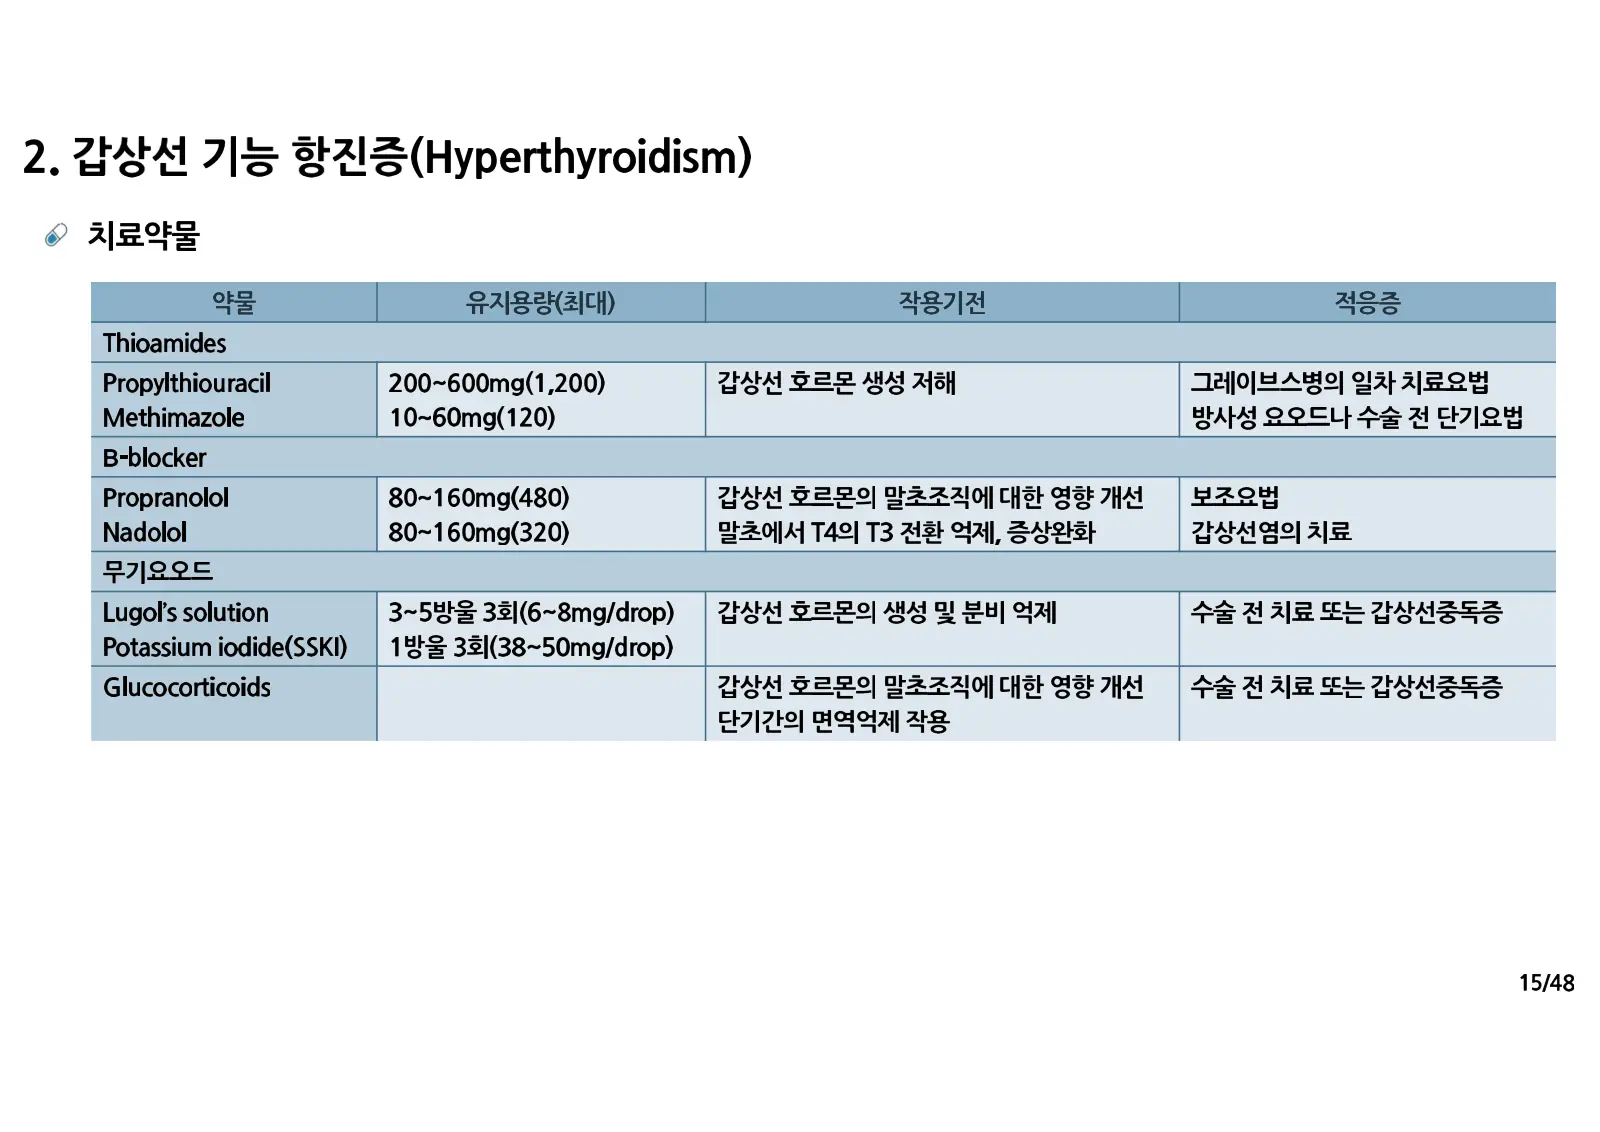 2. 갑상선 기능 항진증(Hyperthyroidism)
치료약물
약물 유지용량(최대) 작용기전 적응증
Thioamides
Propylthiouracil 200~600mg(1,200) 갑상선 호르몬 생성 저해 그레이브스병의 일차 치료요법
Methimazole 10~60mg(120) 방사성 요오드나 수술 전 단기요법
B-blocker
Propranolol 80~160mg(480) 갑상선 호르몬의 말초조직에 대한 영향 개선 보조요법
Nadolol 80~160mg(320) 말초에서 T4의 T3 전환 억제, 증상완화 갑상선염의 치료
무기요오드
Lugol's solution 3~5방울 3회(6~8mg/drop) 갑상선 호르몬의 생성 및 분비 억제 수술 전 치료 또는 갑상선중독증
Potassium iodide(SSKI) 1방울 3회(38~50mg/drop)
Glucocorticoids 갑상선 호르몬의 말초조직에 대한 영향 개선 수술 전 치료 또는 갑상선중독증
단기간의 면역억제 작용
15/48